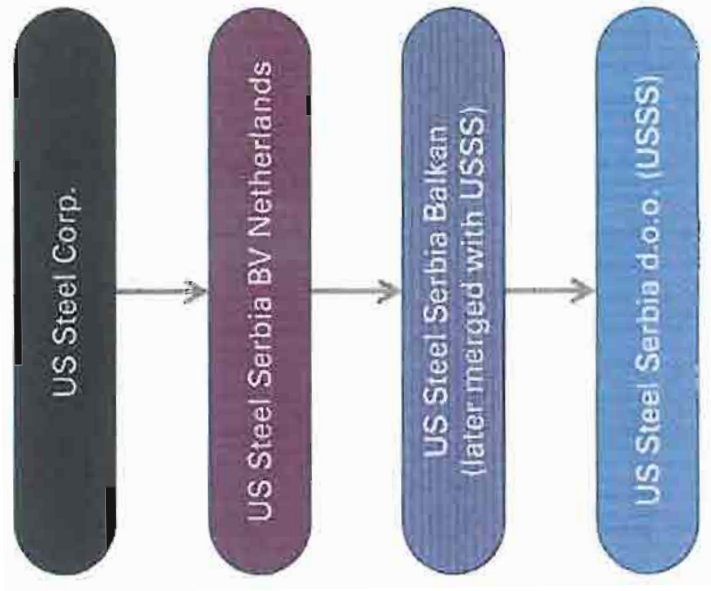 US Steel Corp.
US Steel Serbia BV Netherlands
US Steel Serbia Balkan
(later merged with USSS)
US Steel Serbia d.o.o. (USSS)